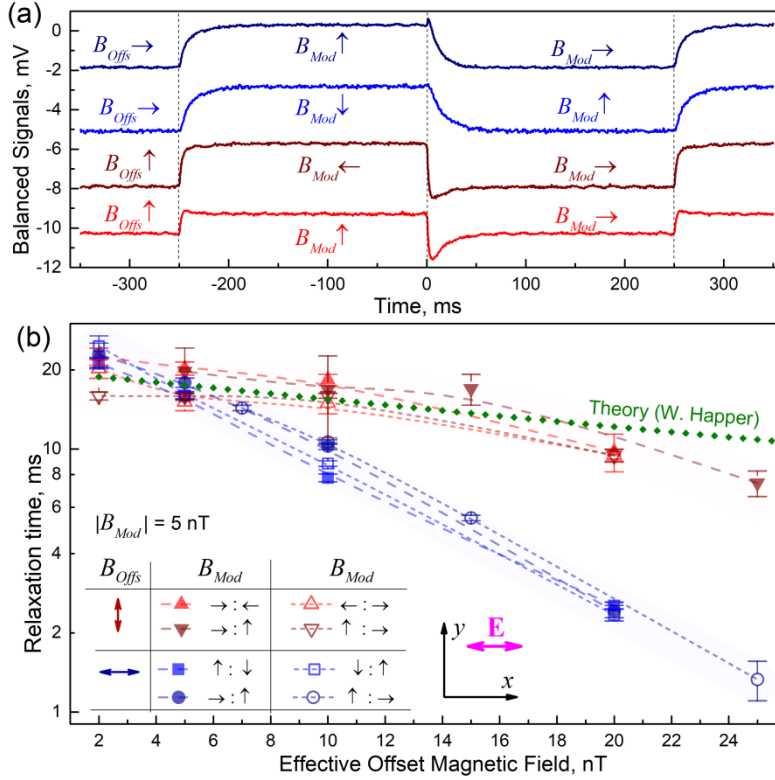 (a)
Balanced Signals, mV
0
-2
-4
-6
-8
-10
-12
B_Offs→ B_Mod↑ B_Mod→
B_Offs→ B_Mod↓ B_Mod↑
B_Offs↑ B_Mod← B_Mod→
B_Offs↑ B_Mod↑ B_Mod→
-300 -200 -100 0 100 200 300
Time, ms
(b)
Relaxation time, ms
20
10
8
6
4
2
1
Theory (W. Happer)
|B_Mod| = 5 nT
B_Offs B_Mod B_Mod
↕ →:← ←:→
→:↑ ↑:→
↔ ↑:↓ ↓:↑
→:↑ ↑:→
y E
x
2 4 6 8 10 12 14 16 18 20 22 24
Effective Offset Magnetic Field, nT